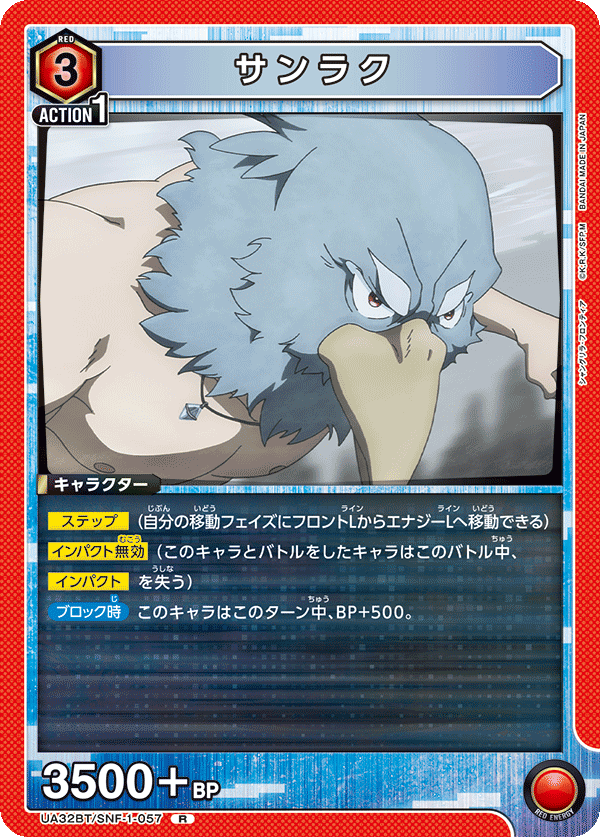 RED
3
サンラク
ACTION1
シャングリラ・フロンティア ©K,R,K/SFP,M BANDAI MADE IN JAPAN
キャラクター
ステップ (自分の移動フェイズにフロントLからエナジーLへ移動できる)
インパクト無効 (このキャラとバトルをしたキャラはこのバトル中、
インパクト を失う)
ブロック時 このキャラはこのターン中、BP+500。
3500+BP
UA32BT/SNF-1-057 R
RED ENERGY